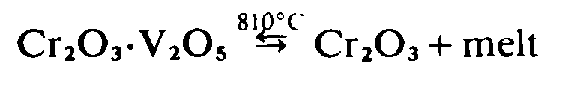 Cr₂O₃·V₂O₅ 810°C ⇆ Cr₂O₃ + melt